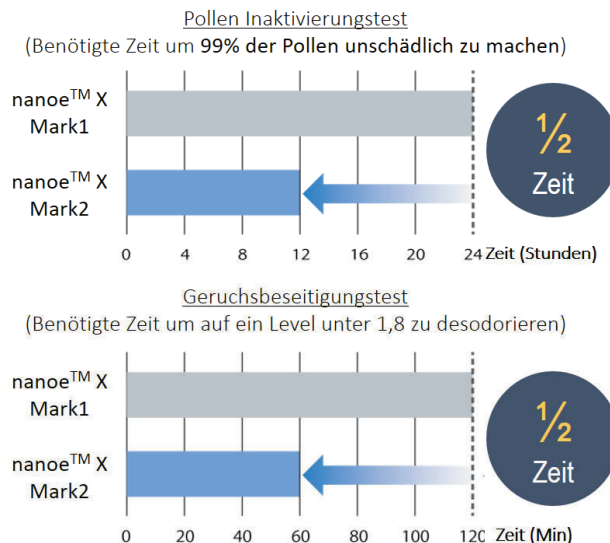 Pollen Inaktivierungstest
(Benötigte Zeit um 99% der Pollen unschädlich zu machen)
nanoe™ X
Mark1
nanoe™ X
Mark2
½
Zeit
0 4 8 12 16 20 24 Zeit (Stunden)
Geruchsbeseitigungstest
(Benötigte Zeit um auf ein Level unter 1,8 zu desodorieren)
nanoe™ X
Mark1
nanoe™ X
Mark2
½
Zeit
0 20 40 60 80 100 120 Zeit (Min)